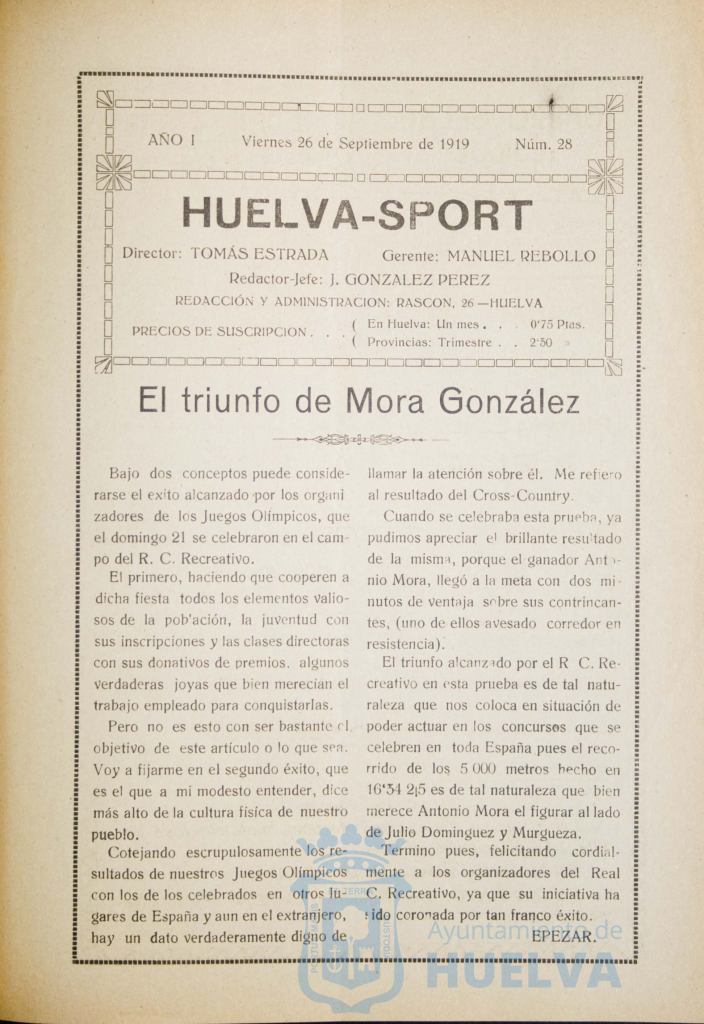 AÑO I Viernes 26 de Septiembre de 1919 Núm. 28
HUELVA-SPORT
Director: TOMÁS ESTRADA Gerente: MANUEL REBOLLO
Redactor-Jefe: J. GONZALEZ PEREZ
REDACCIÓN Y ADMINISTRACION: RASCON, 26 —HUELVA
PRECIOS DE SUSCRIPCION . . . ( En Huelva: Un mes . . . 0'75 Ptas.
( Provincias: Trimestre . . 2'50 »
El triunfo de Mora González
Bajo dos conceptos puede conside-
rarse el exito alcanzado por los organi
zadores de los Juegos Olímpicos, que
el domingo 21 se celebraron en el cam-
po del R. C. Recreativo.
El primero, haciendo que cooperen a
dicha fiesta todos los elementos valio-
sos de la pob'ación, la juventud con
sus inscripciones y las clases directoras
con sus donativos de premios. algunos
verdaderas joyas que bien merecian el
trabajo empleado para conquistarlas.
Pero no es esto con ser bastante el
objetivo de este artículo o lo que sea.
Voy a fijarme en el segundo éxito, que
es el que a mi modesto entender, dice
más alto de la cultura física de nuestro
pueblo.
Cotejando escrupulosamente los re-
sultados de nuestros Juegos Olímpicos
con los de los celebrados en otros lu-
gares de España y aun en el extranjero,
hay un dato verdaderamente digno de
llamar la atención sobre él. Me refiero
al resultado del Cross-Country.
Cuando se celebraba esta prueba, ya
pudimos apreciar el brillante resultado
de la misma, porque el ganador Anto-
nio Mora, llegó a la meta con dos mi-
nutos de ventaja sobre sus contrincan-
tes, (uno de ellos avesado corredor en
resistencia).
El triunfo alcanzado por el R C. Re-
creativo en esta prueba es de tal natu-
raleza que nos coloca en situación de
poder actuar en los concursos que se
celebren en toda España pues el reco-
rrido de los 5 000 metros hecho en
16'34 2|5 es de tal naturaleza que bien
merece Antonio Mora el figurar al lado
de Julio Dominguez y Murgueza.
Termino pues, felicitando cordial-
mente a los organizadores del Real
C. Recreativo, ya que su iniciativa ha
sido coronada por tan franco éxito.
EPEZAR.
Ayuntamiento de
HUELVA